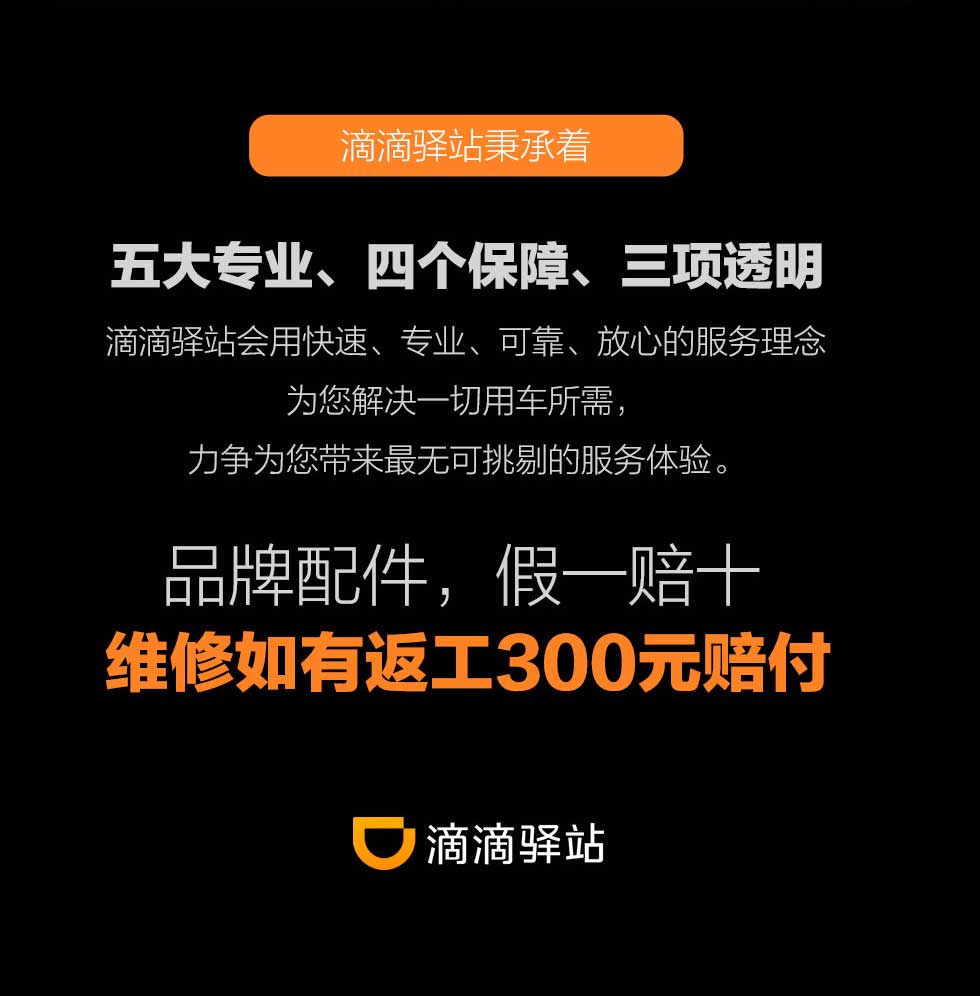 滴滴驿站秉承着
五大专业、四个保障、三项透明
滴滴驿站会用快速、专业、可靠、放心的服务理念
为您解决一切用车所需，
力争为您带来最无可挑剔的服务体验。
品牌配件，假一赔十
维修如有返工300元赔付
滴滴驿站